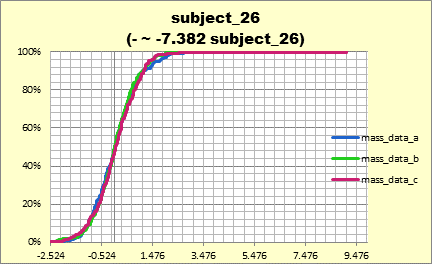 subject_26
(- ~ -7.382 subject_26)
100%
80%
60%
40%
20%
0%
-2.524 -0.524 1.476 3.476 5.476 7.476 9.476
mass_data_a
mass_data_b
mass_data_c